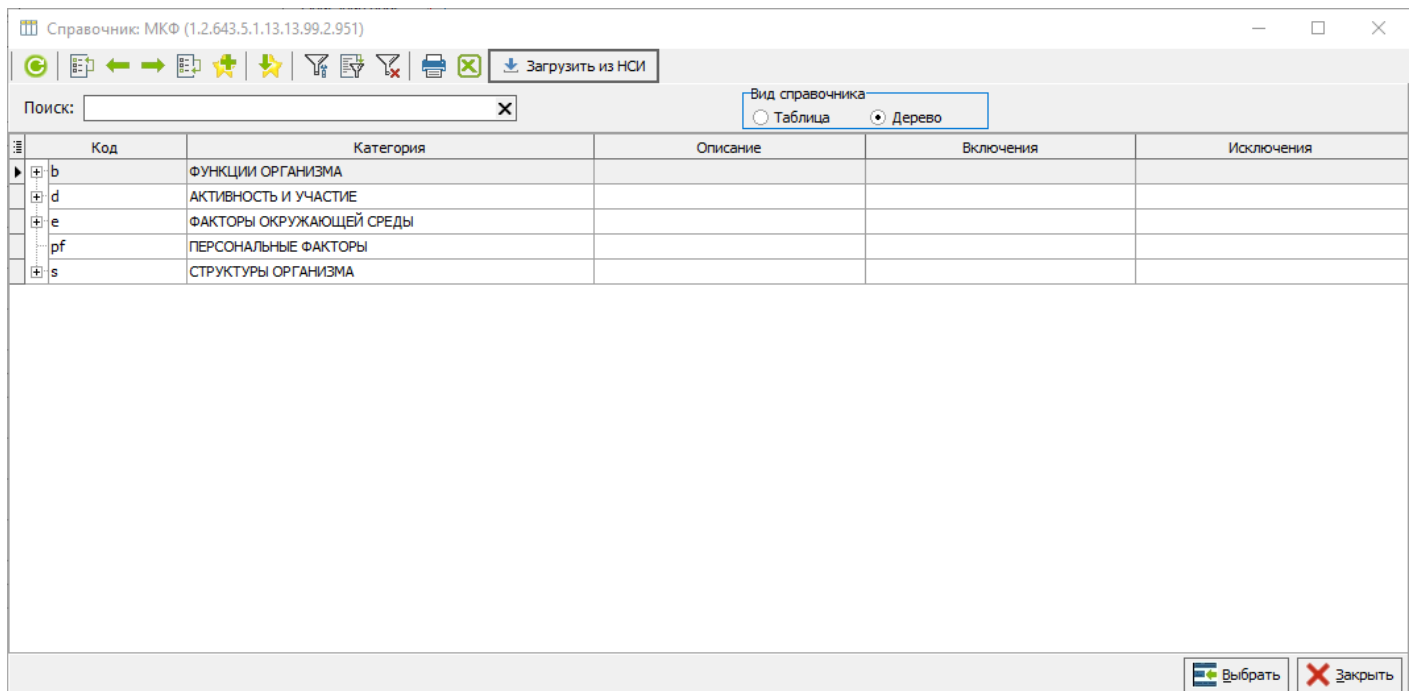 Справочник: МКФ (1.2.643.5.1.13.13.99.2.951)
Загрузить из НСИ
Поиск:
Вид справочника
Таблица Дерево
Код Категория Описание Включения Исключения
b ФУНКЦИИ ОРГАНИЗМА
d АКТИВНОСТЬ И УЧАСТИЕ
e ФАКТОРЫ ОКРУЖАЮЩЕЙ СРЕДЫ
pf ПЕРСОНАЛЬНЫЕ ФАКТОРЫ
s СТРУКТУРЫ ОРГАНИЗМА
Выбрать Закрыть